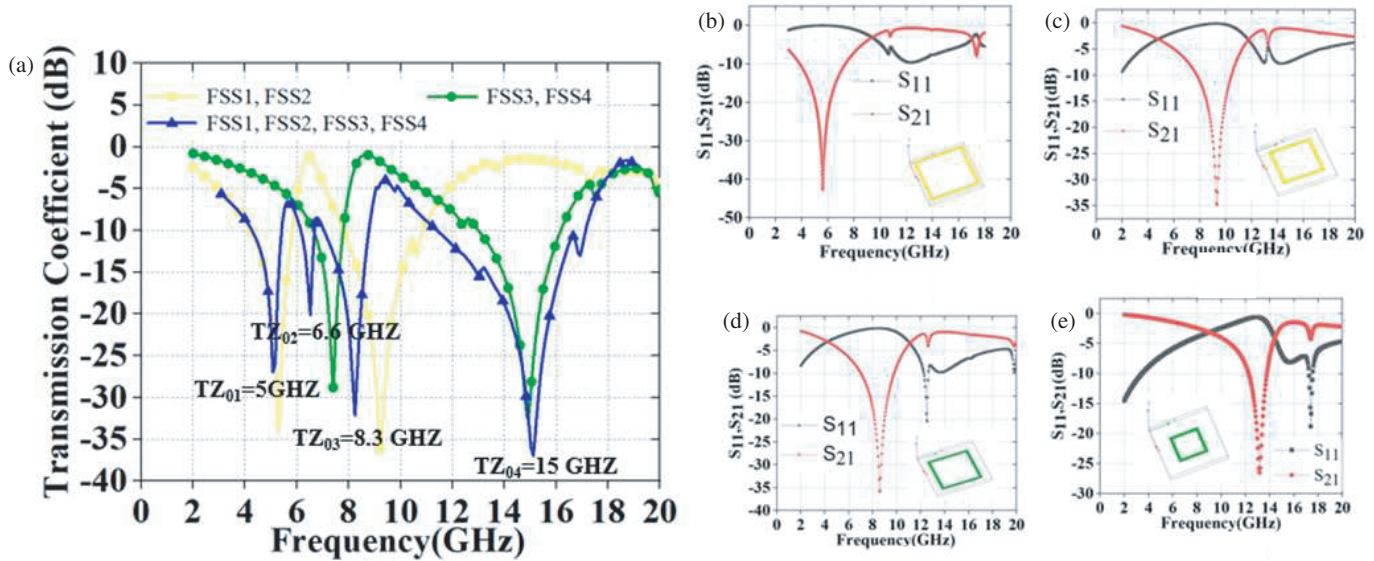 (a)
Transmission Coefficient (dB)
10
5
0
-5
-10
-15
-20
-25
-30
-35
-40
FSS1, FSS2
FSS3, FSS4
FSS1, FSS2, FSS3, FSS4
TZ02=6.6 GHZ
TZ01=5GHZ
TZ03=8.3 GHZ
TZ04=15 GHZ
0 2 4 6 8 10 12 14 16 18 20
Frequency(GHz)
(b)
S11,S21(dB)
0
-10
-20
-30
-40
-50
S11
S21
2 4 6 8 10 12 14 16 18 20
Frequency(GHz)
(c)
S11,S21(dB)
0
-5
-10
-15
-20
-25
-30
-35
S11
S21
0 2 4 6 8 10 12 14 16 18 20
Frequency(GHz)
(d)
S11,S21 (dB)
0
-5
-10
-15
-20
-25
-30
-35
-40
S11
S21
0 2 4 6 8 10 12 14 16 18 20
Frequency(GHz)
(e)
S11,S21(dB)
0
-5
-10
-15
-20
-25
-30
S11
S21
2 4 6 8 10 12 14 16 18 20
Frequency(GHz)